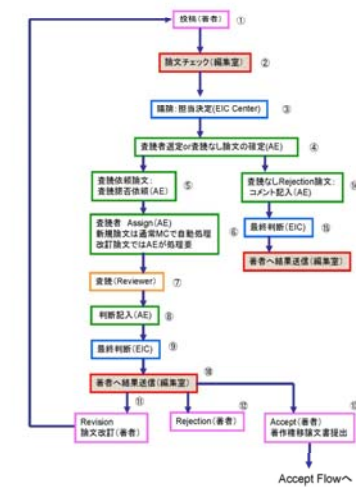 投稿(著者) ①
論文チェック(編集室) ②
担当決定(EIC Center) ③
査読者選定or査読なし論文の確定(AE) ④
査読依頼論文:
査読諾否依頼(AE) ⑤
査読なしRejection論文:
コメント記入(AE)
査読者 Assign(AE)
新規論文は通常MCで自動処理
改訂論文ではAEが処理要
⑥
最終判断(EIC) ⑮
著者へ結果送信(編集室)
査読(Reviewer) ⑦
判断記入(AE) ⑧
最終判断(EIC) ⑨
著者へ結果送信(編集室) ⑩
⑪
Revision
論文改訂(著者)
Rejection(著者) ⑫
Accept(著者)
著作権移譲文書提出
Accept Flowへ